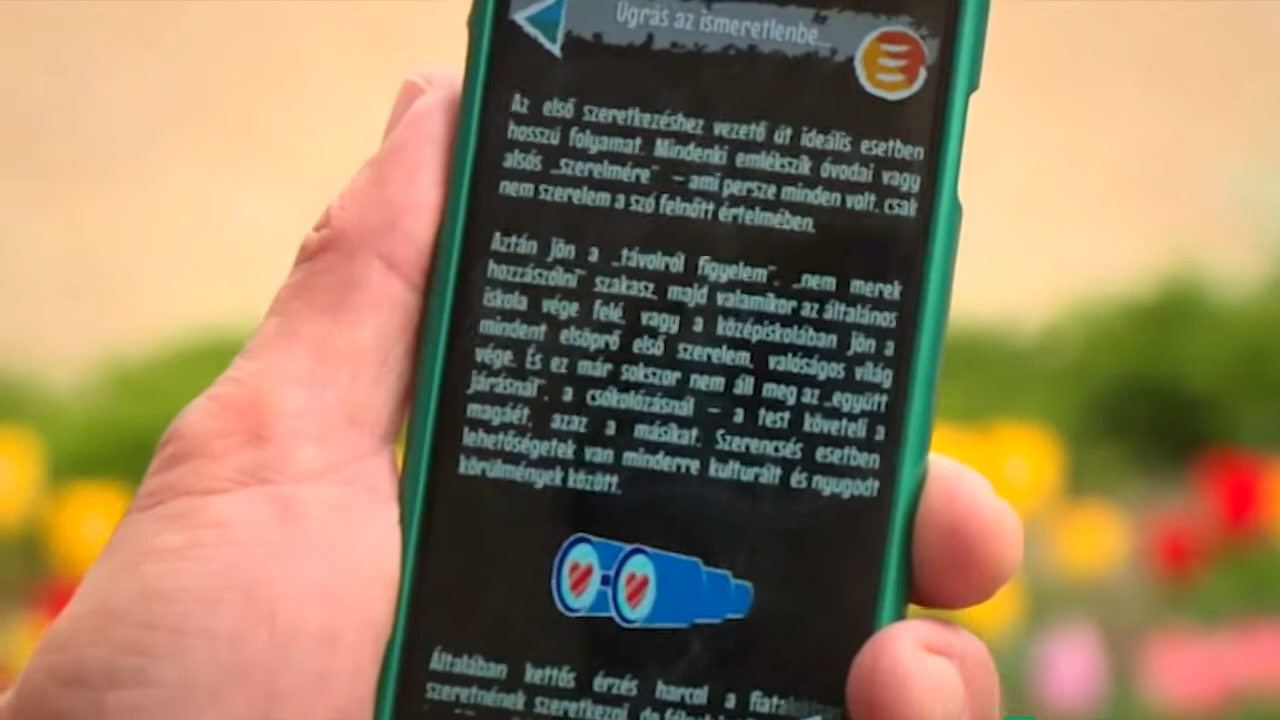 Ugrás az ismeretlenbe...
Az első szeretkezéshez vezető út ideális esetben
hosszú folyamat. Mindenki emlékszik óvodai vagy
alsós „szerelmére” – ami persze minden volt, csak
nem szerelem a szó felnőtt értelmében.
Aztán jön a „távolról figyelem”, „nem merek
hozzászólni” szakasz, majd valamikor az általános
iskola vége felé, vagy a középiskolában jön a
mindent elsöprő első szerelem, valóságos világ
vége. És ez már sokszor nem áll meg az „együtt
járásnál”, a csókolózásnál – a test követeli a
magáét, azaz a másikat. Szerencsés esetben
lehetőségetek van minderre kulturált és nyugodt
körülmények között.
Általában kettős érzés harcol a
szeretnének szeretkezni, de